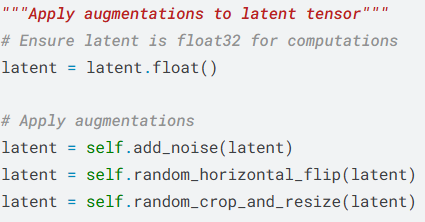 """Apply augmentations to latent tensor"""
# Ensure latent is float32 for computations
latent = latent.float()
# Apply augmentations
latent = self.add_noise(latent)
latent = self.random_horizontal_flip(latent)
latent = self.random_crop_and_resize(latent)